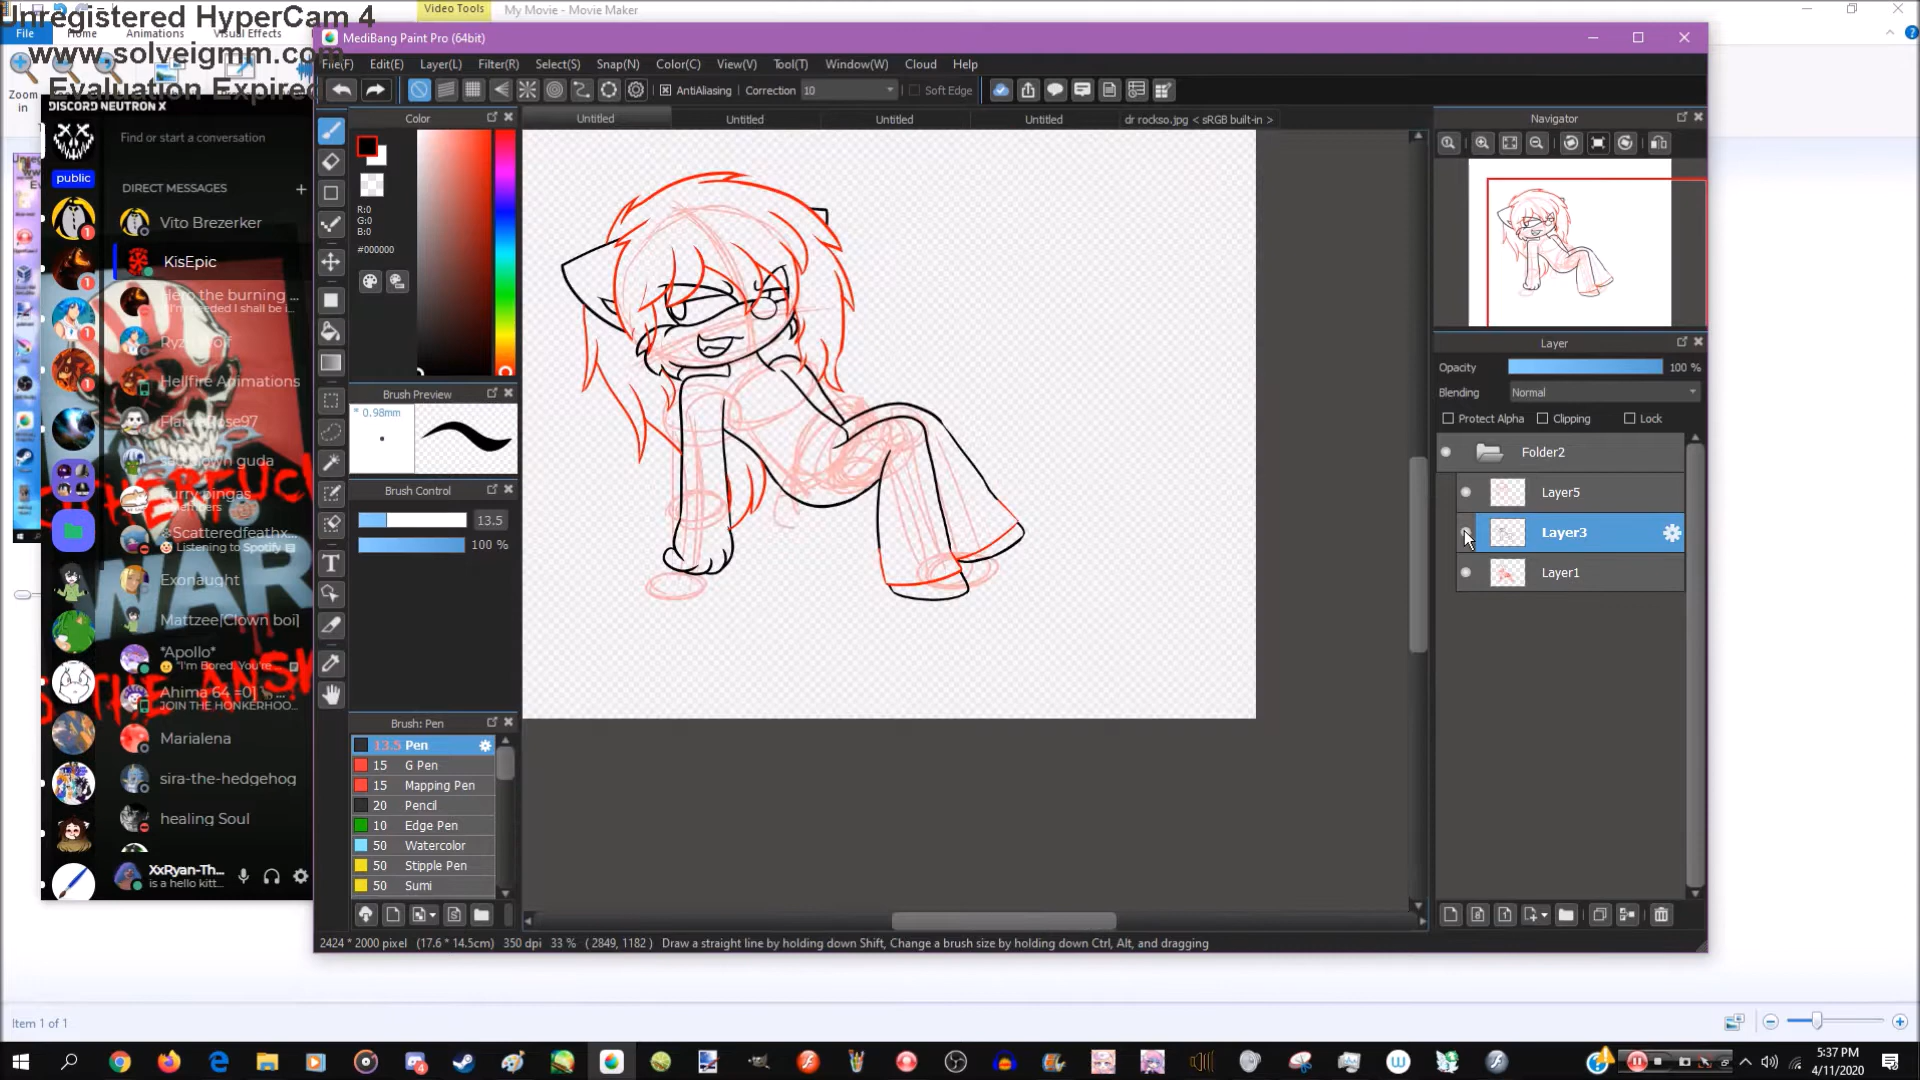 Unregistered HyperCam 4
www.solveigmm.com
Evaluation Expired
Video Tools
My Movie - Movie Maker
File
Home
Animations
Visual Effects
Zoom
in
MediBang Paint Pro (64bit)
File(F)
Edit(E)
Layer(L)
Filter(R)
Select(S)
Snap(N)
Color(C)
View(V)
Tool(T)
Window(W)
Cloud
Help
AntiAliasing
Correction
10
Soft Edge
DISCORD NEUTRON X
Find or start a conversation
public
DIRECT MESSAGES
Vito Brezerker
KisEpic
Hero the burning ...
Ryzu Wolf
Hellfire Animations
FlameRose97
furry pingas
Scatteredfeathx...
Listening to Spotify
Exonaught
Mattzee[Clown boi]
*Apollo*
"I'm Bored. You're ...
Ahima 64 =0]
JOIN THE HONKERHOO...
Marialena
sira-the-hedgehog
healing Soul
XxRyan-Th...
is a hello kitt...
WAR
Color
R:0
G:0
B:0
#000000
Brush Preview
* 0.98mm
Brush Control
13.5
100 %
Brush: Pen
13.5 Pen
15 G Pen
15 Mapping Pen
20 Pencil
10 Edge Pen
50 Watercolor
50 Stipple Pen
50 Sumi
Untitled
Untitled
Untitled
Untitled
dr rockso.jpg < sRGB built-in >
Navigator
Layer
Opacity
100 %
Blending
Normal
Protect Alpha
Clipping
Lock
Folder2
Layer5
Layer3
Layer1
2424 * 2000 pixel (17.6 * 14.5cm) 350 dpi 33 % ( 2849, 1182 ) Draw a straight line by holding down Shift, Change a brush size by holding down Ctrl, Alt, and dragging
Item 1 of 1
5:37 PM
4/11/2020